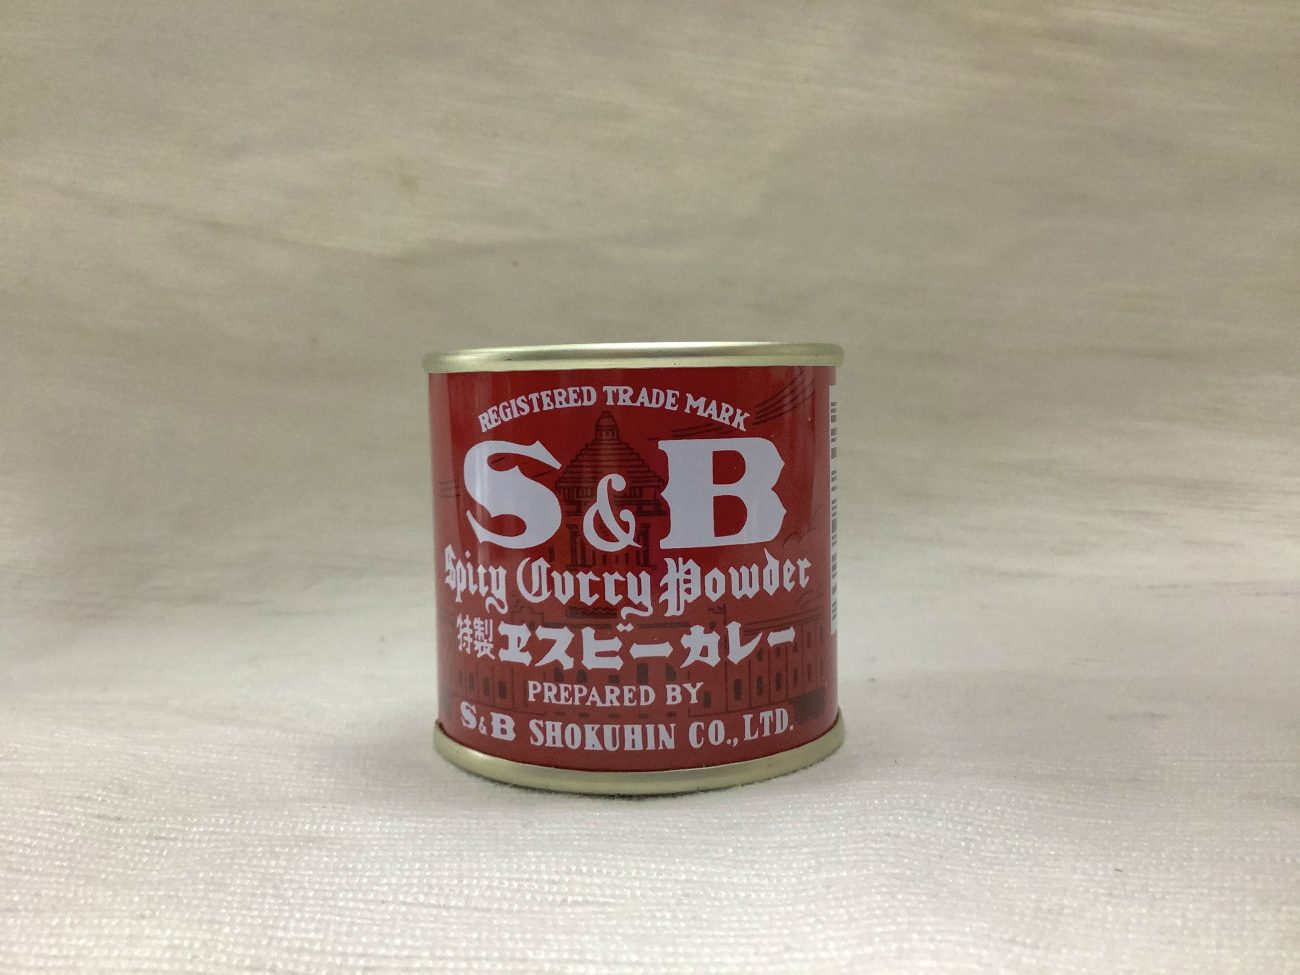 REGISTERED TRADE MARK
S&B
Spicy Curry Powder
特製ヱスビーカレー
PREPARED BY
S&B SHOKUHIN CO., LTD.